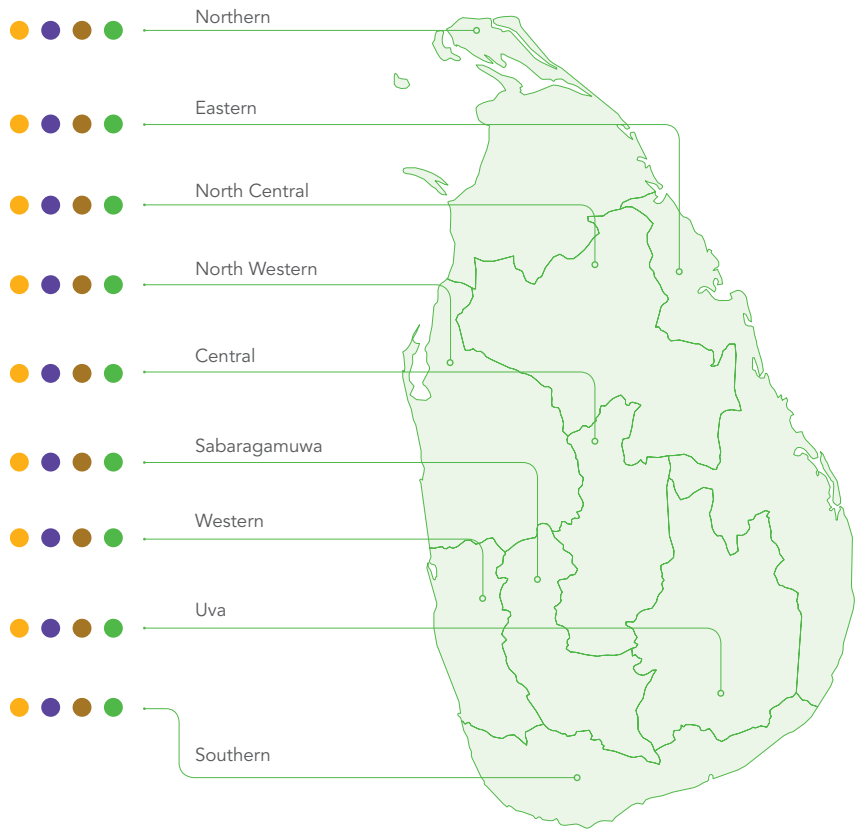 Northern
Eastern
North Central
North Western
Central
Sabaragamuwa
Western
Uva
Southern